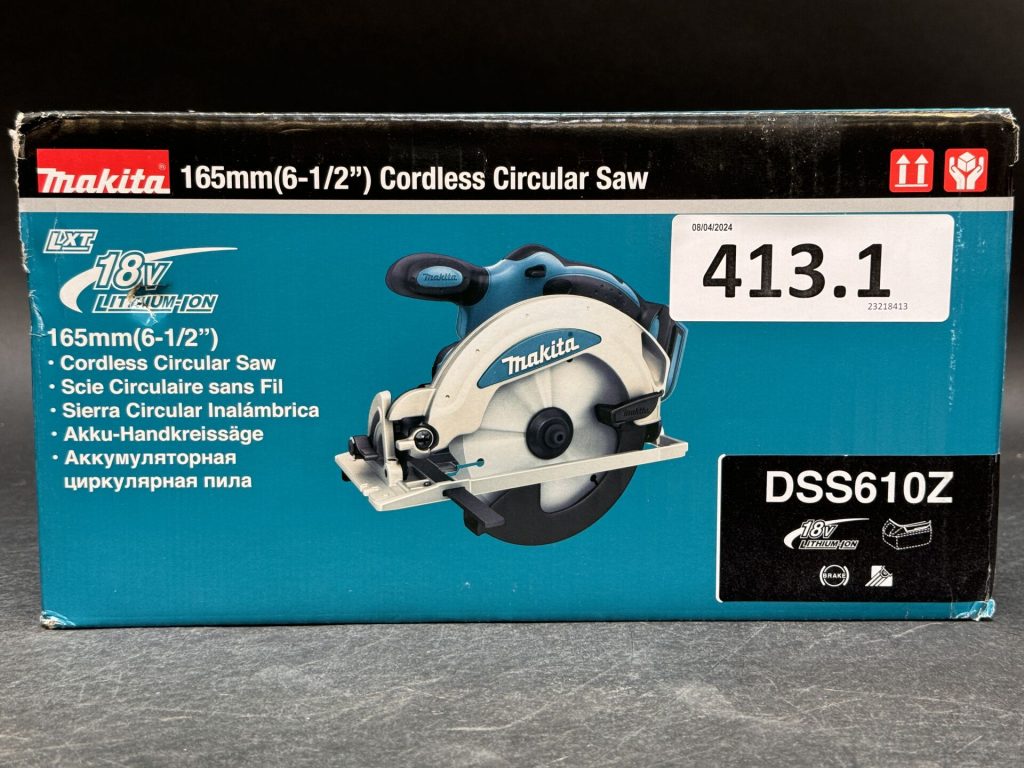 makita® 165mm(6-1/2”) Cordless Circular Saw
08/04/2024
413.1
23218413
LXT
18V
LITHIUM-ION
165mm(6-1/2”)
· Cordless Circular Saw
· Scie Circulaire sans Fil
· Sierra Circular Inalámbrica
· Akku-Handkreissäge
· Аккумуляторная
циркулярная пила
makita
makita
makita
DSS610Z
18V
LITHIUM-ION
BRAKE